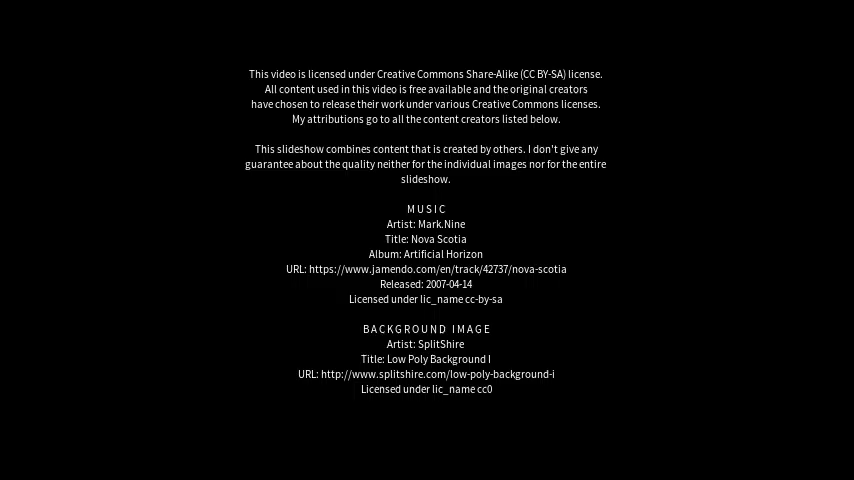 This video is licensed under Creative Commons Share-Alike (CC BY-SA) license.
All content used in this video is free available and the original creators
have chosen to release their work under various Creative Commons licenses.
My attributions go to all the content creators listed below.
This slideshow combines content that is created by others. I don't give any
guarantee about the quality neither for the individual images nor for the entire
slideshow.
MUSIC
Artist: Mark.Nine
Title: Nova Scotia
Album: Artificial Horizon
URL: https://www.jamendo.com/en/track/42737/nova-scotia
Released: 2007-04-14
Licensed under lic_name cc-by-sa
BACKGROUND IMAGE
Artist: SplitShire
Title: Low Poly Background I
URL: http://www.splitshire.com/low-poly-background-i
Licensed under lic_name cc0